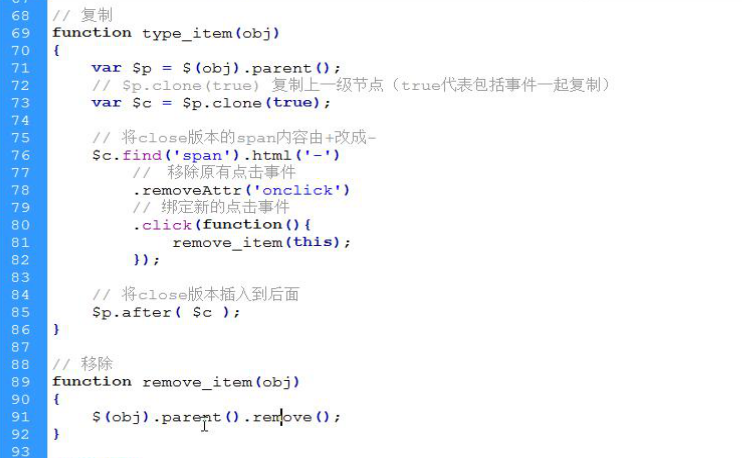 68 // 复制
69 function type_item(obj)
70 {
71 var $p = $(obj).parent();
72 // $p.clone(true) 复制上一级节点（true代表包括事件一起复制）
73 var $c = $p.clone(true);
74
75 // 将close版本的span内容由+改成-
76 $c.find('span').html('-')
77 // 移除原有点击事件
78 .removeAttr('onclick')
79 // 绑定新的点击事件
80 .click(function(){
81 remove_item(this);
82 });
83
84 // 将close版本插入到后面
85 $p.after( $c );
86 }
87
88 // 移除
89 function remove_item(obj)
90 {
91 $(obj).parent().remove();
92 }
93